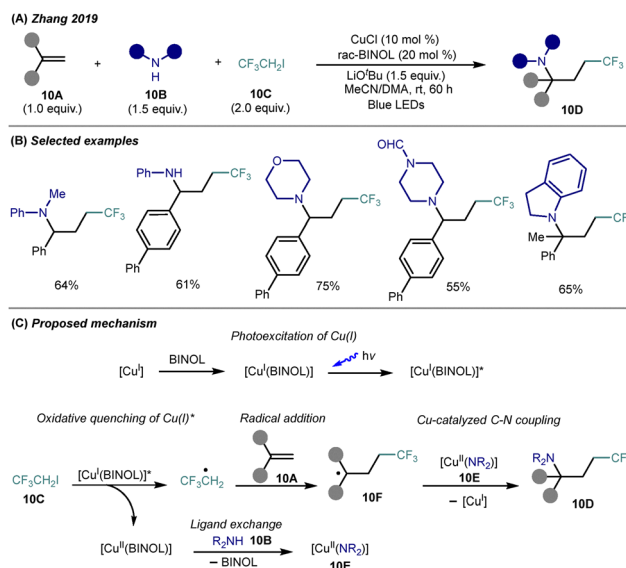 (A) Zhang 2019
10A
(1.0 equiv.)
+
N
H
10B
(1.5 equiv.)
+
CF₃CH₂I
10C
(2.0 equiv.)
CuCl (10 mol %)
rac-BINOL (20 mol %)
LiOᵗBu (1.5 equiv.)
MeCN/DMA, rt, 60 h
Blue LEDs
N
CF₃
10D
(B) Selected examples
Me
Ph N
CF₃
Ph
64%
Ph NH
CF₃
Ph
61%
O
N
CF₃
Ph
75%
OHC
N
N
CF₃
Ph
55%
N
Me
Ph
CF
65%
(C) Proposed mechanism
Photoexcitation of Cu(I)
[Cuᴵ]
BINOL
[Cuᴵ(BINOL)]
hν
[Cuᴵ(BINOL)]*
Oxidative quenching of Cu(I)*
Radical addition
Cu-catalyzed C-N coupling
CF₃CH₂I
10C
[Cuᴵ(BINOL)]*
CF₃CH₂
10A
CF₃
10F
[Cuᴵᴵ(NR₂)]
10E
– [Cuᴵ]
R₂N
CF
10D
Ligand exchange
[Cuᴵᴵ(BINOL)]
R₂NH 10B
– BINOL
[Cuᴵᴵ(NR₂)]
10E